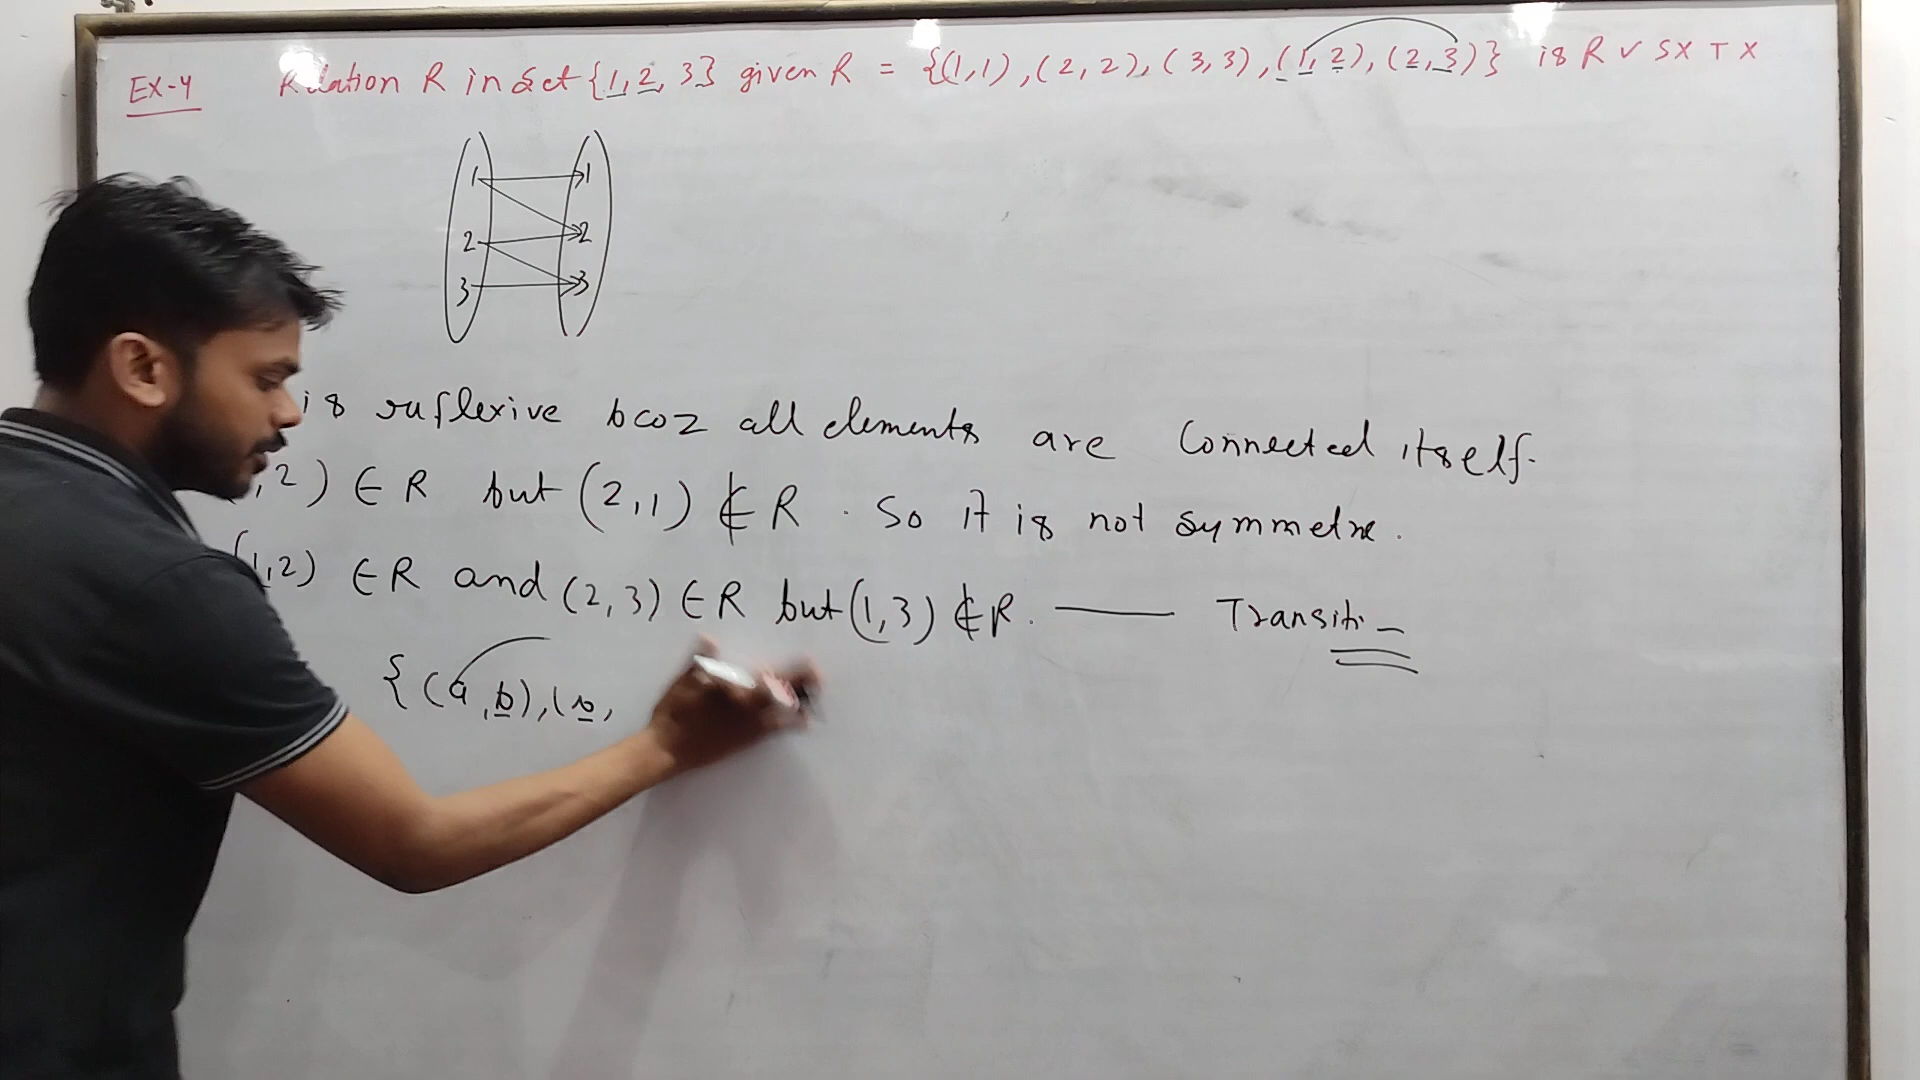 EX-4 Relation R in Set {1, 2, 3} given R = {(1,1), (2,2), (3,3), (1,2), (2,3)} is R ✓ S X T X
1 1
2 2
3 3
is reflexive bcoz all elements are Connected itself.
,2) ∈ R but (2,1) ∉ R. So it is not symmetric.
(1,2) ∈ R and (2,3) ∈ R but (1,3) ∉ R. —— Transiti—
{(a,b),(b,